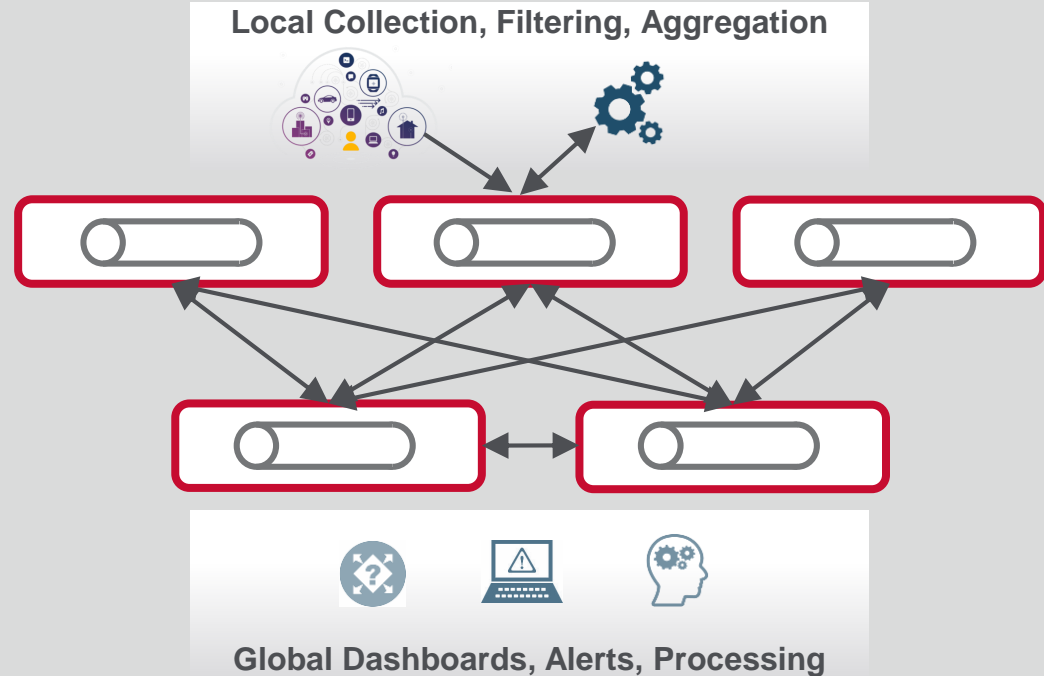 Local Collection, Filtering, Aggregation
?
Global Dashboards, Alerts, Processing